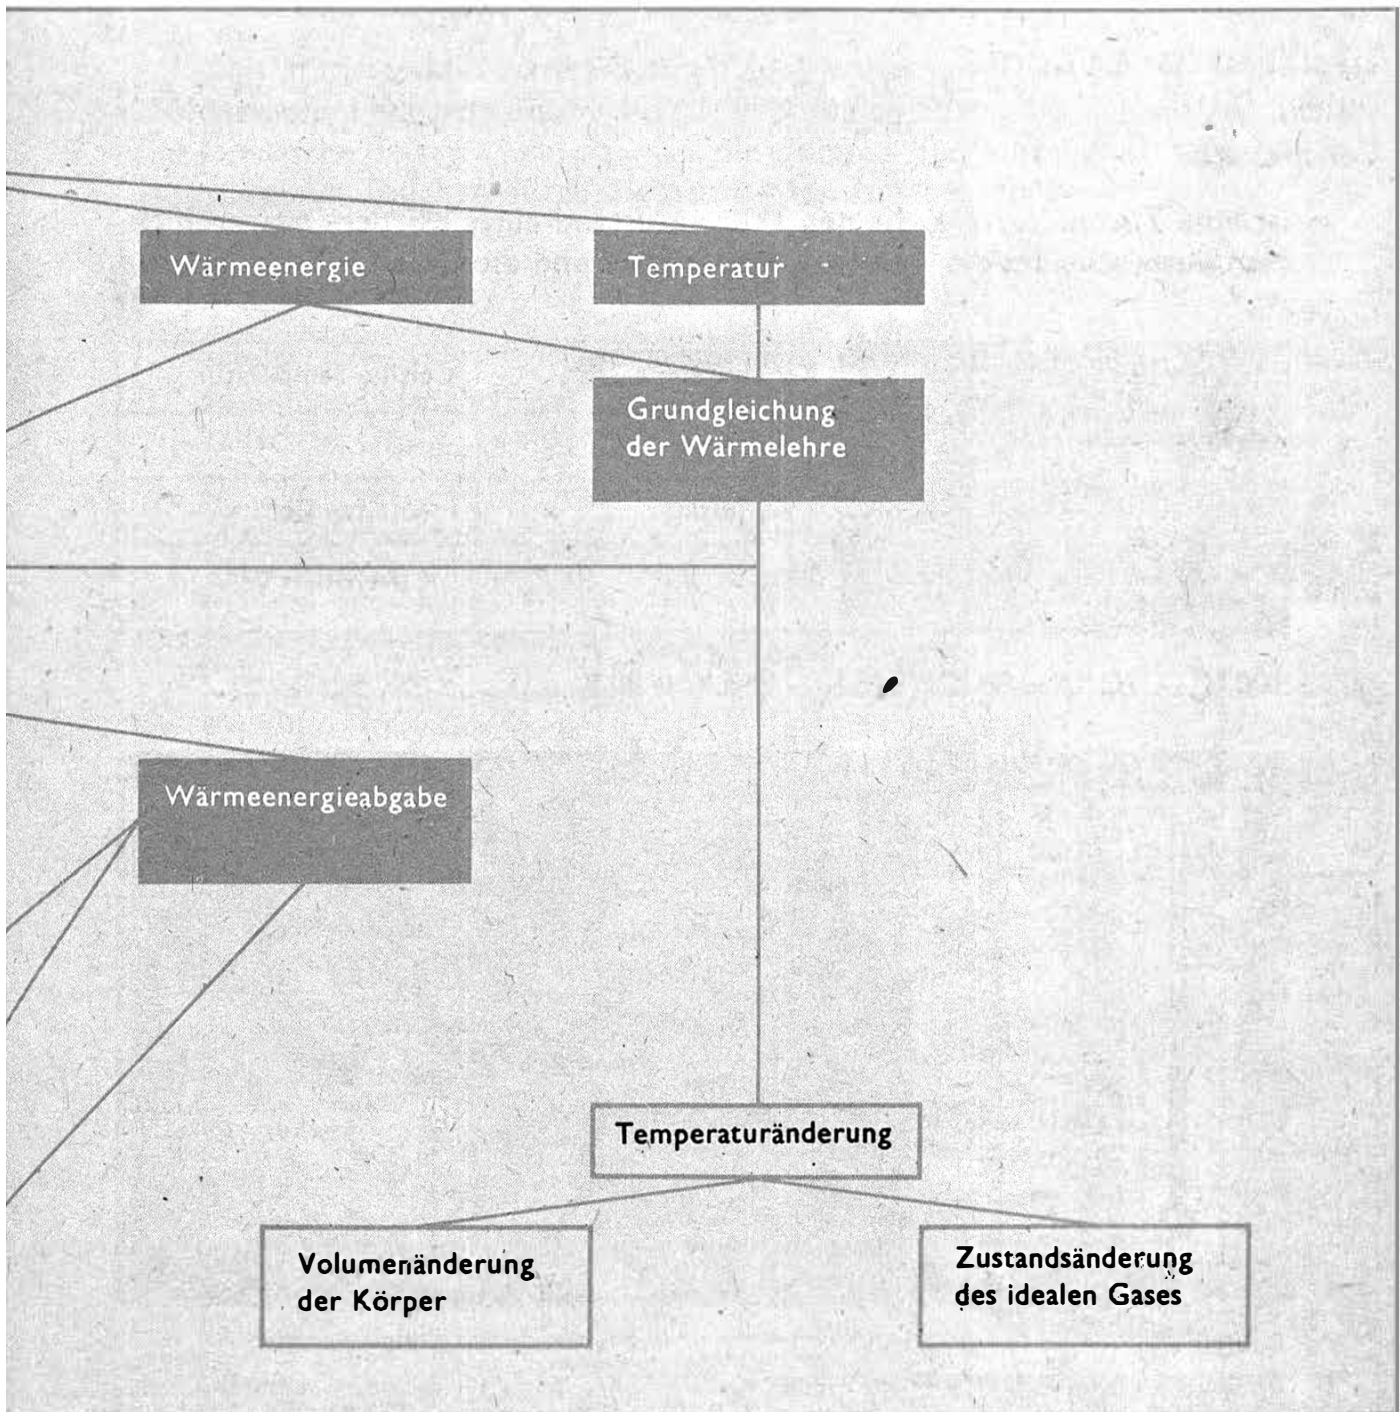 Wärmeenergie
Temperatur
Grundgleichung
der Wärmelehre
Wärmeenergieabgabe
Temperaturänderung
Volumenänderung
der Körper
Zustandsänderung
des idealen Gases